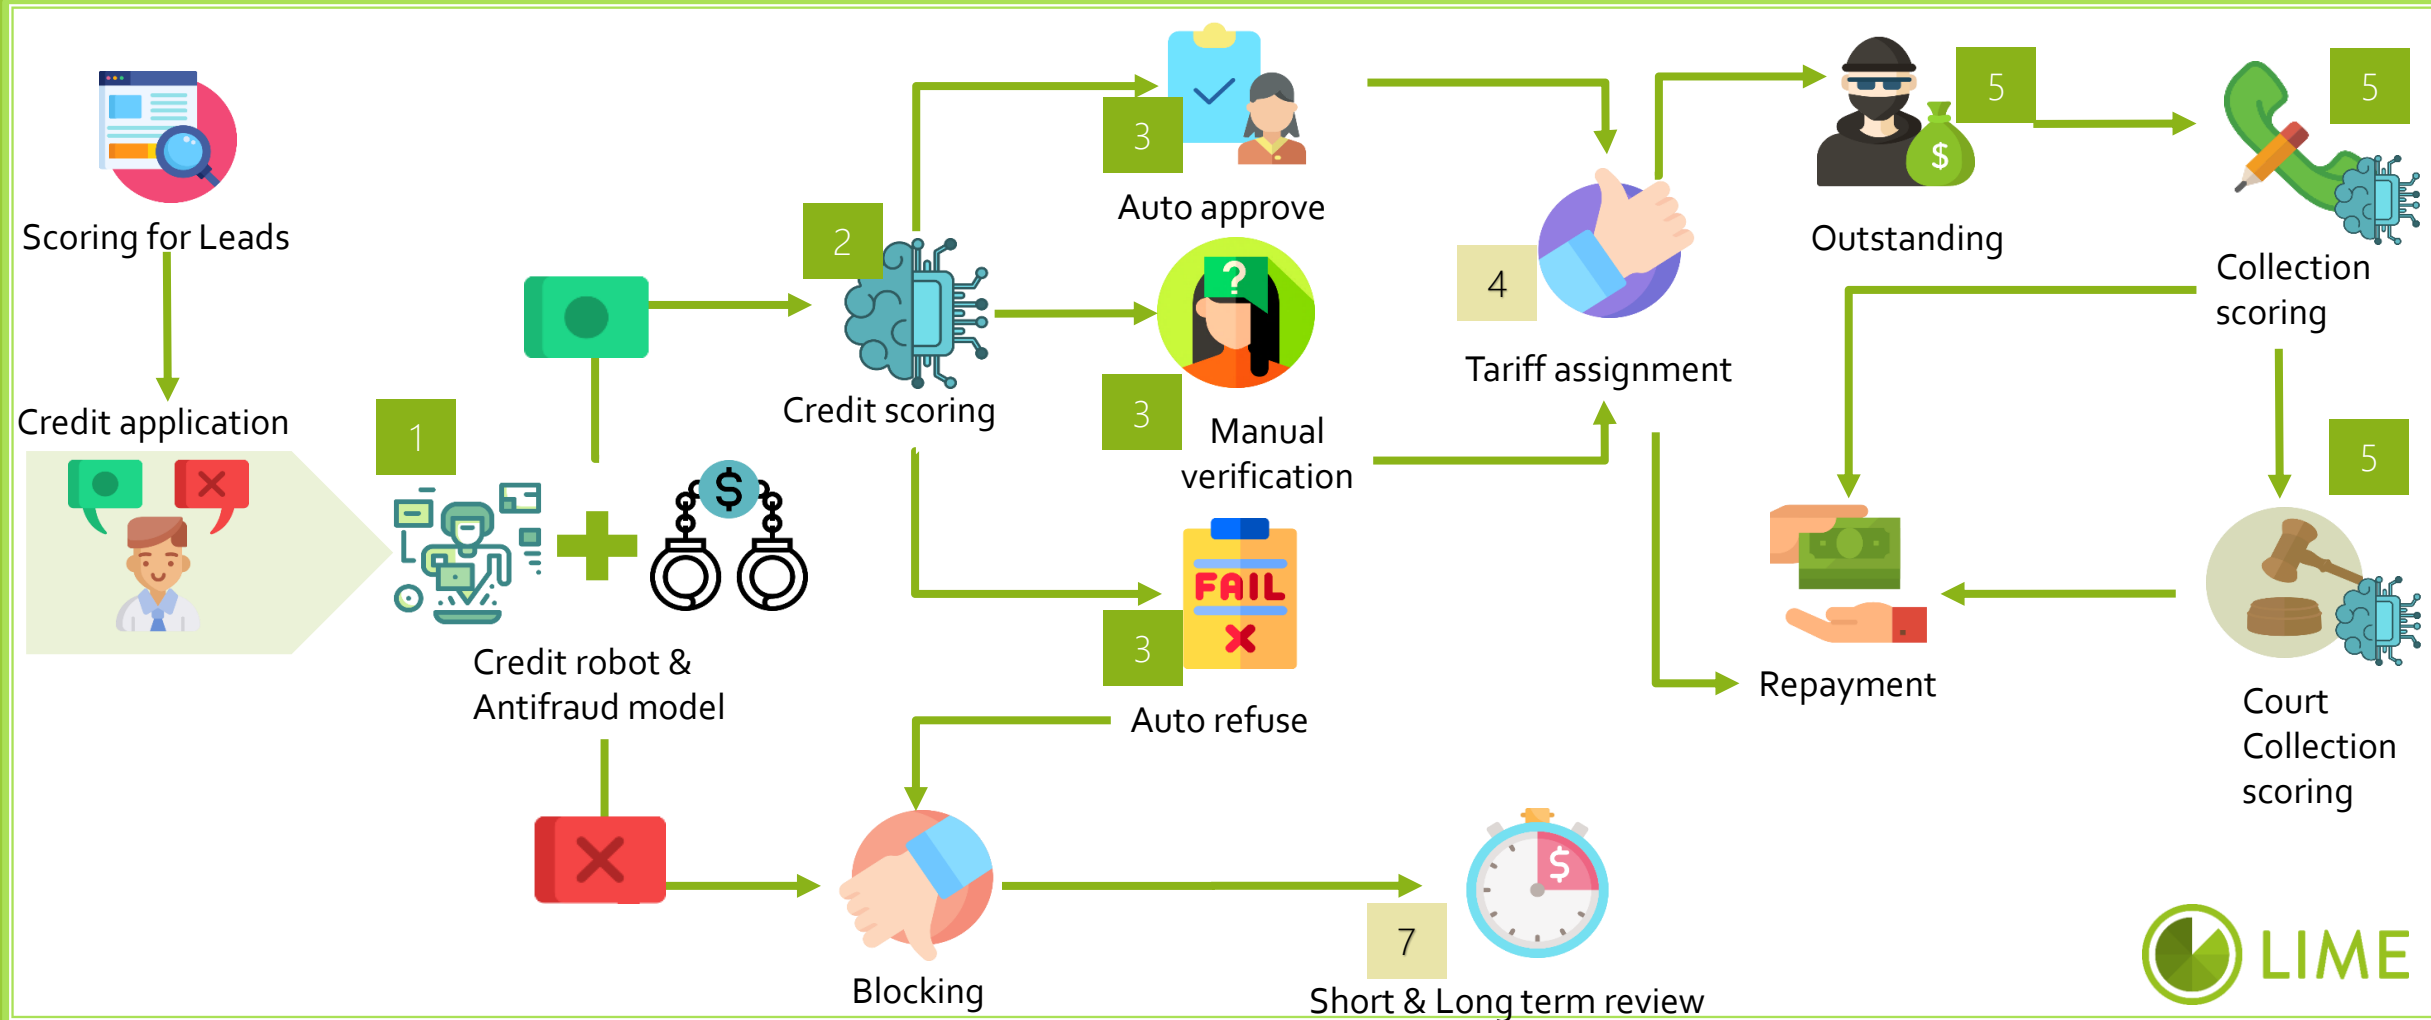 Scoring for Leads
Credit application
1
Credit robot &
Antifraud model
$
2
Credit scoring
3
Auto approve
?
3
Manual
verification
FAIL
3
Auto refuse
Blocking
4
Tariff assignment
$
5
Outstanding
5
Collection
scoring
5
Court
Collection
scoring
Repayment
$
7
Short & Long term review
LIME